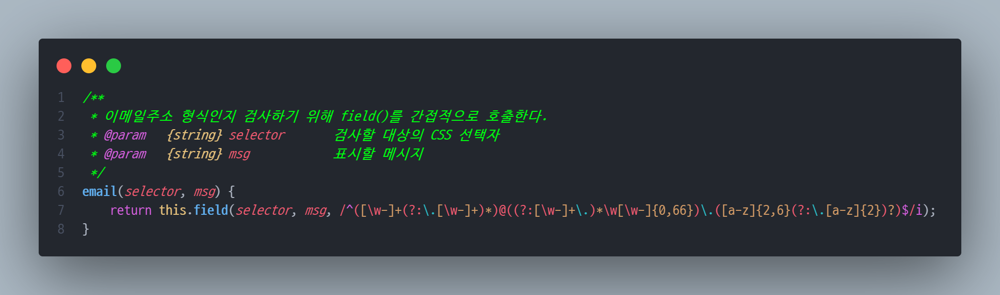 1 /**
2  * 이메일주소 형식인지 검사하기 위해 field()를 간접적으로 호출한다.
3  * @param   {string} selector       검사할 대상의 CSS 선택자
4  * @param   {string} msg            표시할 메시지
5  */
6 email(selector, msg) {
7     return this.field(selector, msg, /^([\w-]+(?:\.[\w-]+)*)@((?:[\w-]+\.)*\w[\w-]{0,66})\.([a-z]{2,6}(?:\.[a-z]{2})?)$/i);
8 }